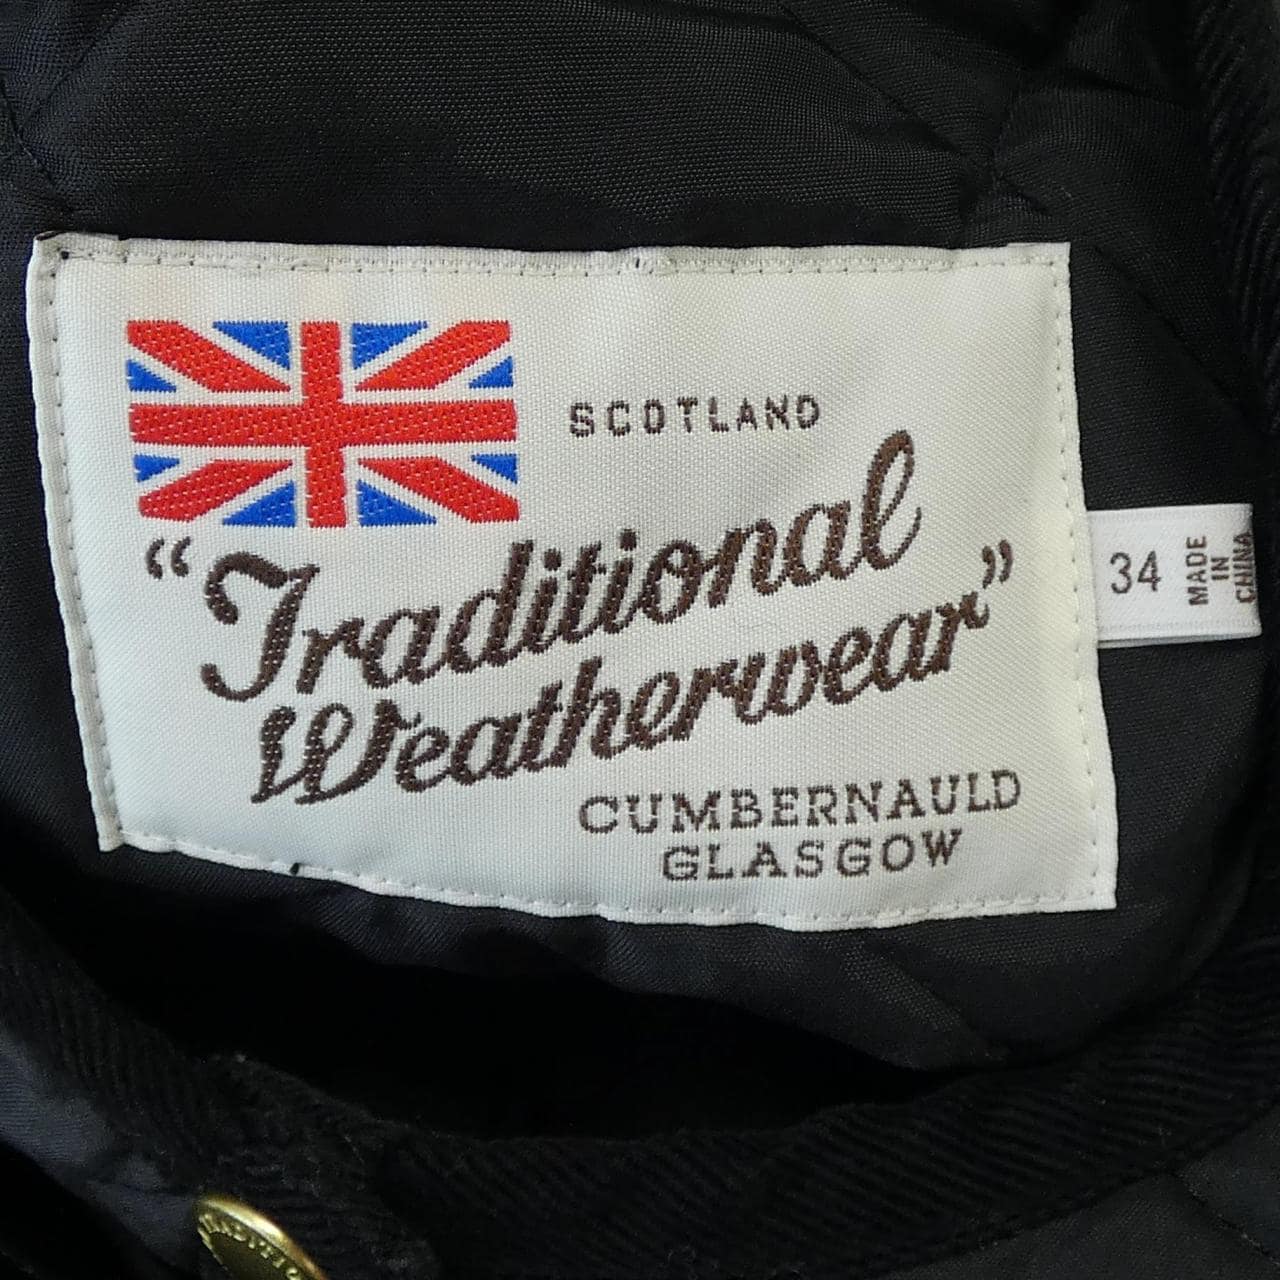 SCOTLAND
“Traditional
Weatherwear”
CUMBERNAULD
GLASGOW
34
MADE
IN
CHINA